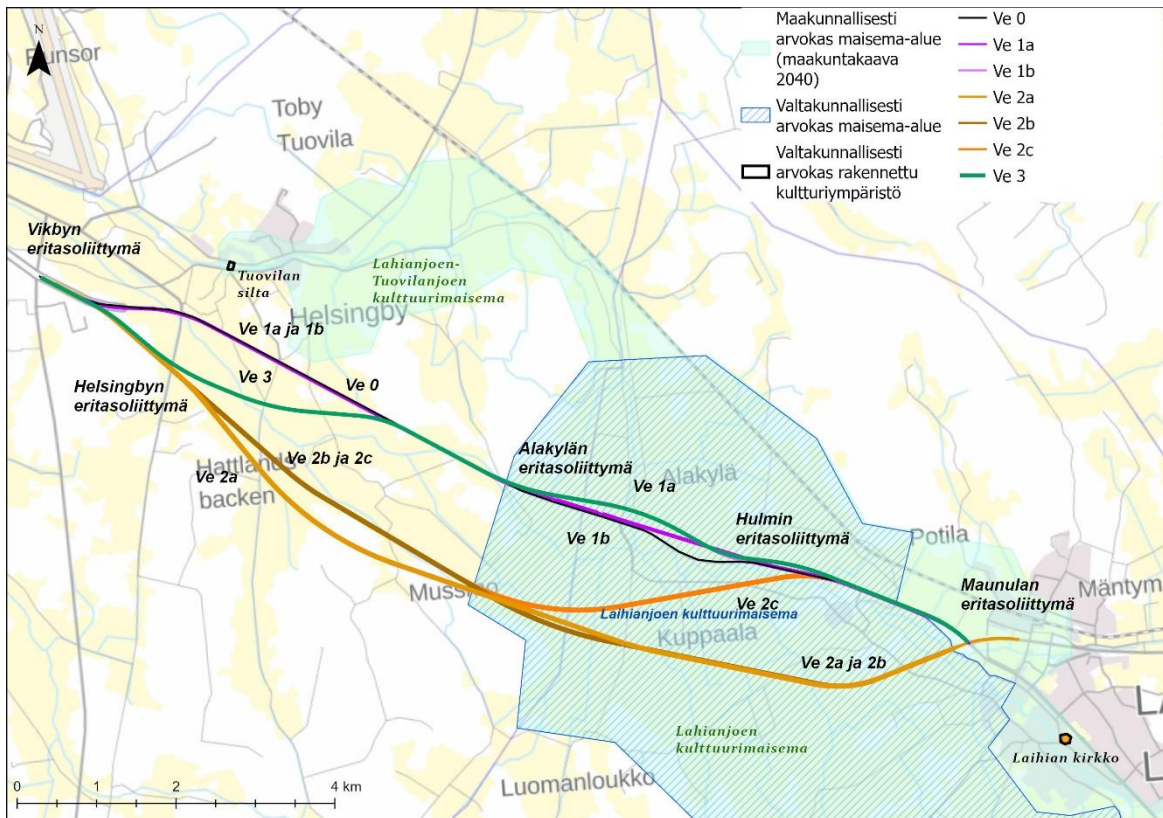 N
Runsor
Toby
Tuovila
Vikbyn
eritasoliittymä
Tuovilan
silta
Lahianjoen-
Tuovilanjoen
kulttuurimaisema
Helsingby
Ve 1a ja 1b
Ve 3
Ve 0
Helsingbyn
eritasoliittymä
Hattlands
backen
Ve 2b ja 2c
Ve 2a
Alakylän
eritasoliittymä
Alakylä
Ve 1a
Ve 1b
Hulmin
eritasoliittymä
Potila
Maunulan
eritasoliittymä
Mäntym
Ve 2c
Laihianjoen kulttuurimaisema
Kuppaala
Ve 2a ja 2b
Lahianjoen
kulttuurimaisema
Luomanloukko
Laihian kirkko
0 1 2 4 km
Maakunnallisesti
arvokas maisema-alue
(maakuntakaava
2040)
Valtakunnallisesti
arvokas maisema-alue
Valtakunnallisesti
arvokas rakennettu
kulttuuriympäristö
Ve 0
Ve 1a
Ve 1b
Ve 2a
Ve 2b
Ve 2c
Ve 3